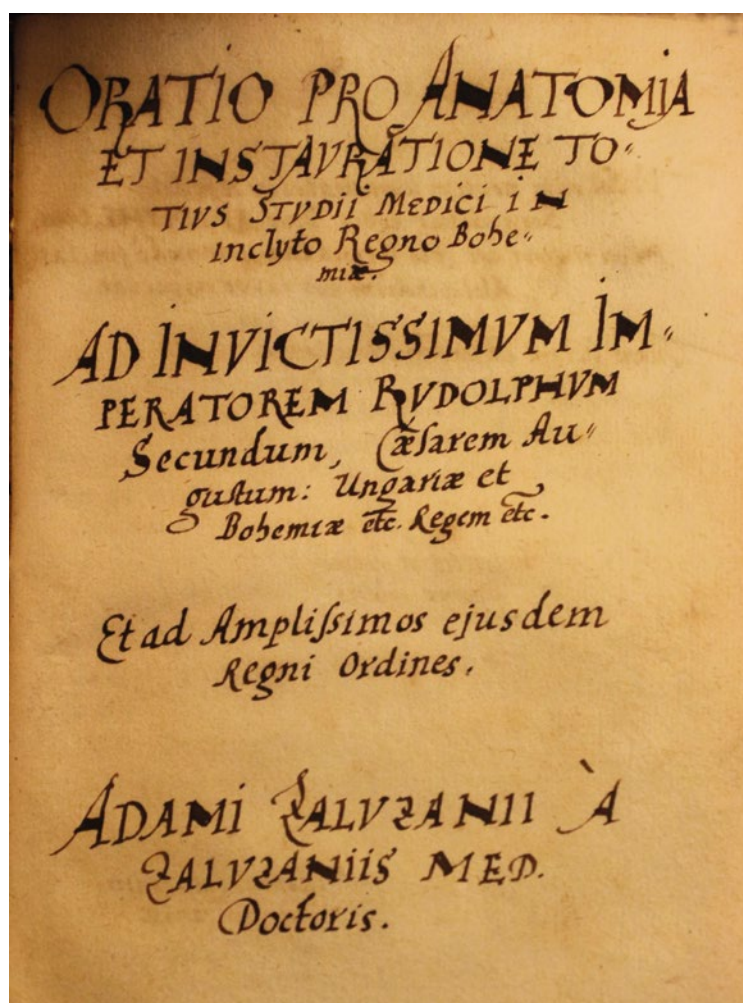 ORATIO PRO ANATOMIA
ET INSTAVRATIONE TO=
TIVS STVDII MEDICI IN
inclyto Regno Bohe=
miæ.
AD INVICTISSIMVM IM=
PERATOREM RVDOLPHVM
Secundum, Cæsarem Au=
gustum: Ungariæ et
Bohemiæ etc. Regem etc.
Et ad Ampliſsimos ejusdem
Regni Ordines.
ADAMI ZALVZANII À
ZALVZANIIS MED.
Doctoris.